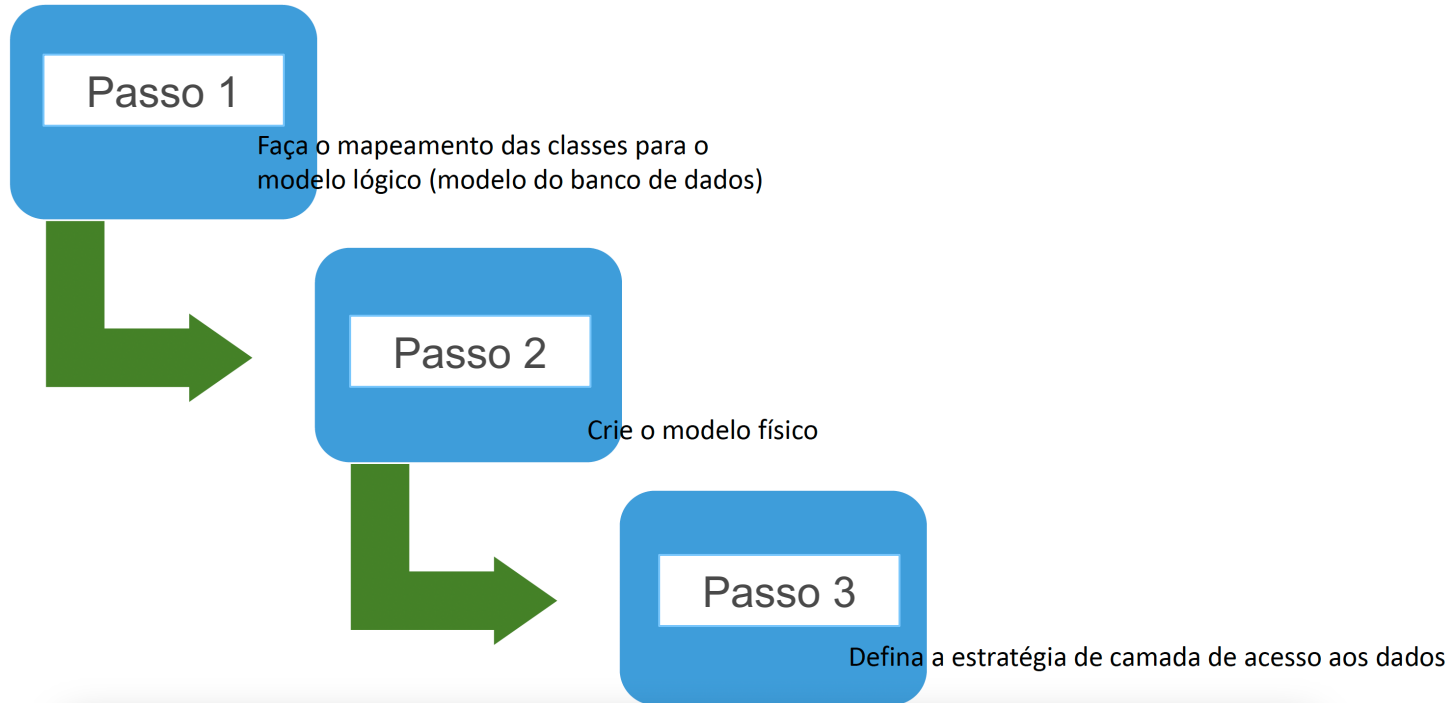 Passo 1
Faça o mapeamento das classes para o
modelo lógico (modelo do banco de dados)
Passo 2
Crie o modelo físico
Passo 3
Defina a estratégia de camada de acesso aos dados